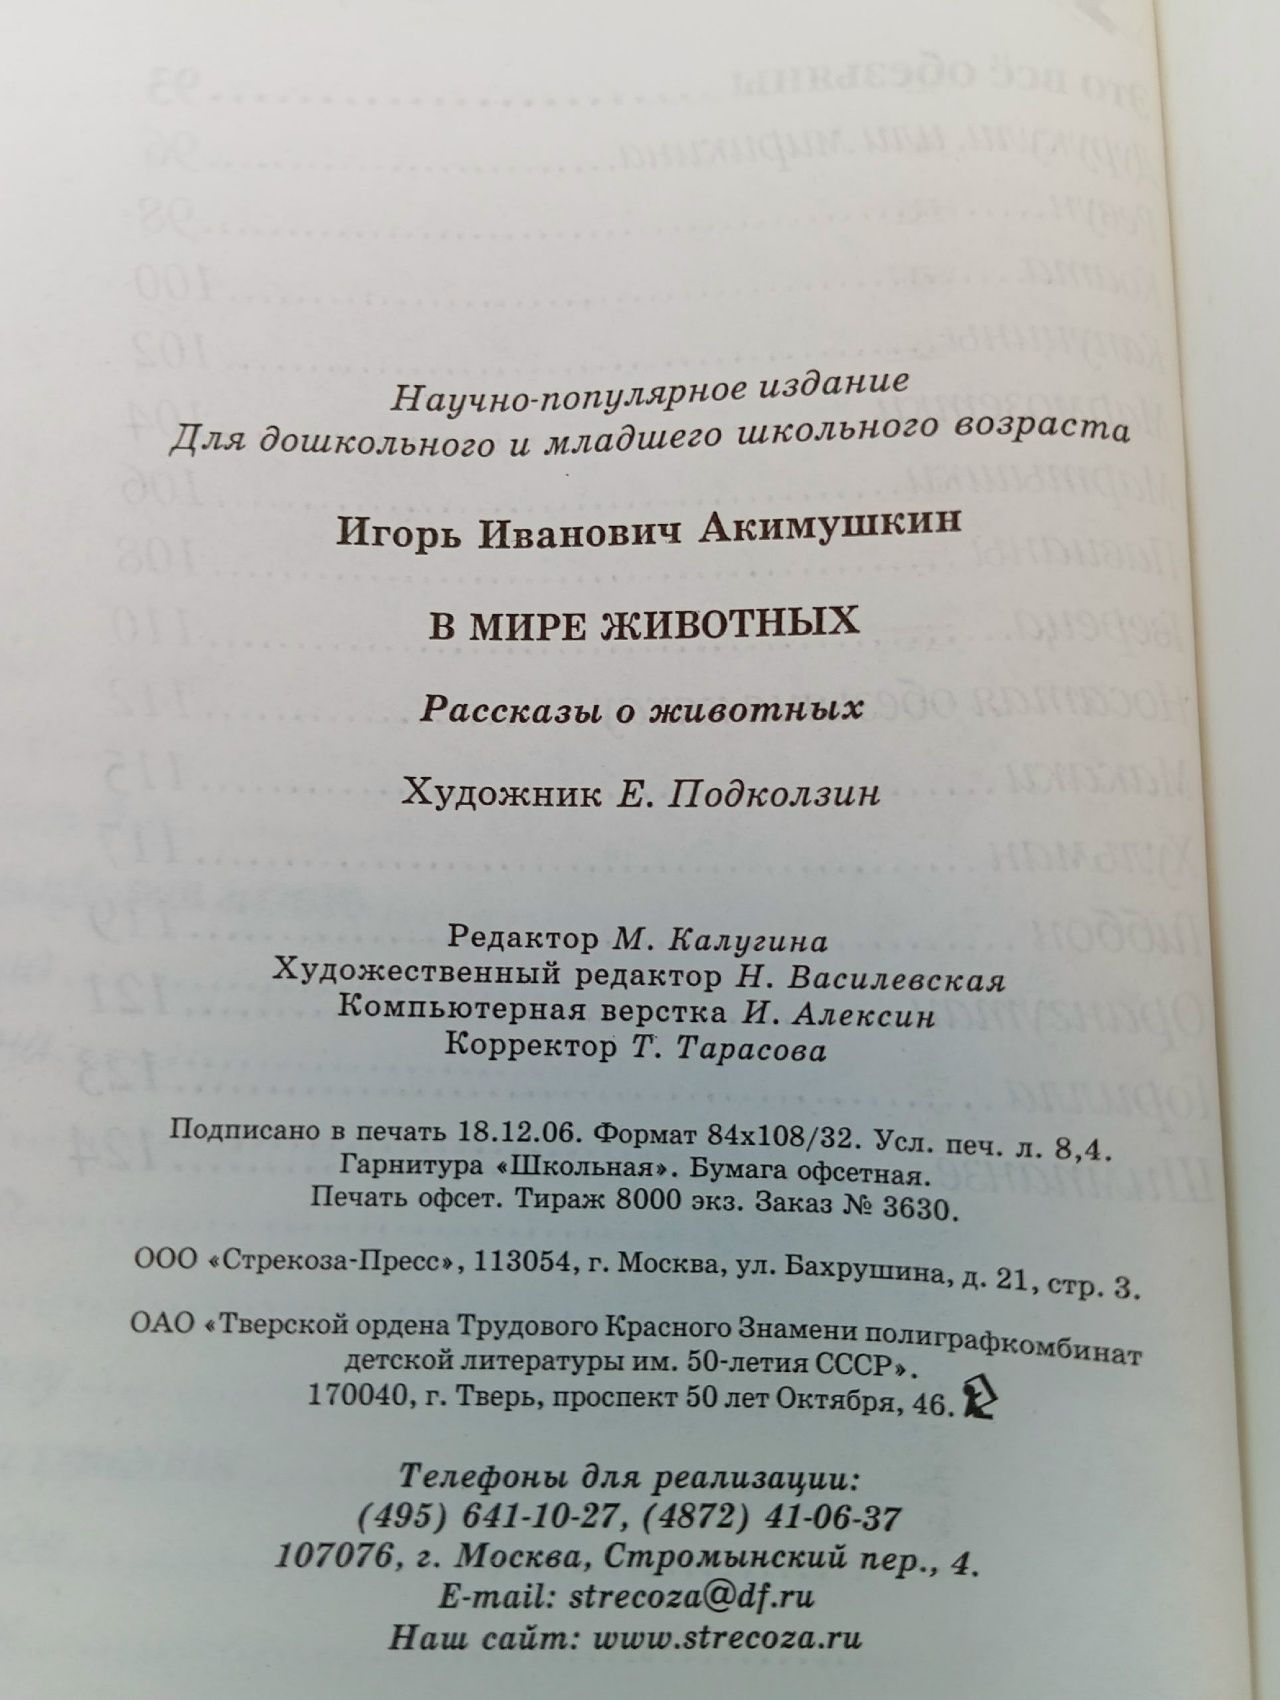 Научно-популярное издание
Для дошкольного и младшего школьного возраста
Игорь Иванович Акимушкин
В МИРЕ ЖИВОТНЫХ
Рассказы о животных
Художник Е. Подколзин
Редактор М. Калугина
Художественный редактор Н. Василевская
Компьютерная верстка И. Алексин
Корректор Т. Тарасова
Подписано в печать 18.12.06. Формат 84х108/32. Усл. печ. л. 8,4.
Гарнитура «Школьная». Бумага офсетная.
Печать офсет. Тираж 8000 экз. Заказ № 3630.
ООО «Стрекоза-Пресс», 113054, г. Москва, ул. Бахрушина, д. 21, стр. 3.
ОАО «Тверской ордена Трудового Красного Знамени полиграфкомбинат
детской литературы им. 50-летия СССР».
170040, г. Тверь, проспект 50 лет Октября, 46.
Телефоны для реализации:
(495) 641-10-27, (4872) 41-06-37
107076, г. Москва, Стромынский пер., 4.
E-mail: strecoza@df.ru
Наш сайт: www.strecoza.ru